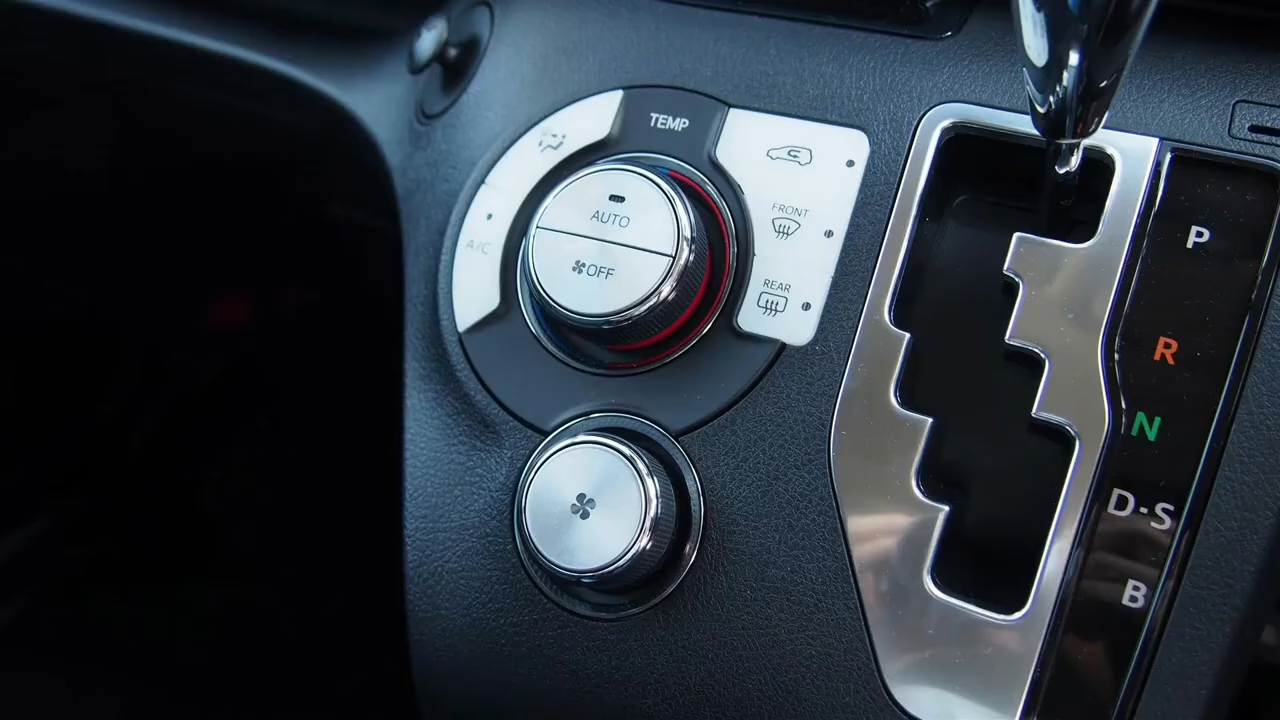 TEMP
AUTO
OFF
A/C
FRONT
REAR
P
R
N
D-S
B